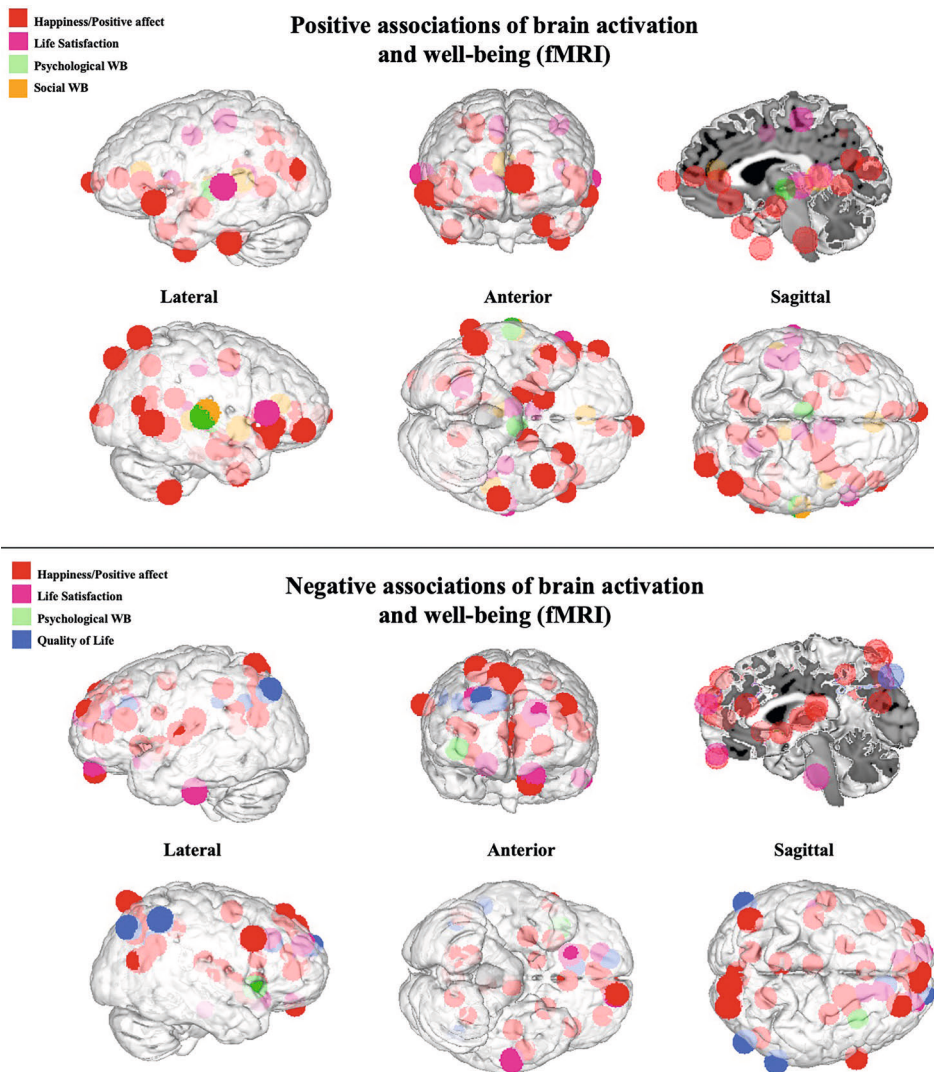 Happiness/Positive affect
Life Satisfaction
Psychological WB
Social WB
Positive associations of brain activation
and well-being (fMRI)
Lateral
Anterior
Sagittal
Happiness/Positive affect
Life Satisfaction
Psychological WB
Quality of Life
Negative associations of brain activation
and well-being (fMRI)
Lateral
Anterior
Sagittal